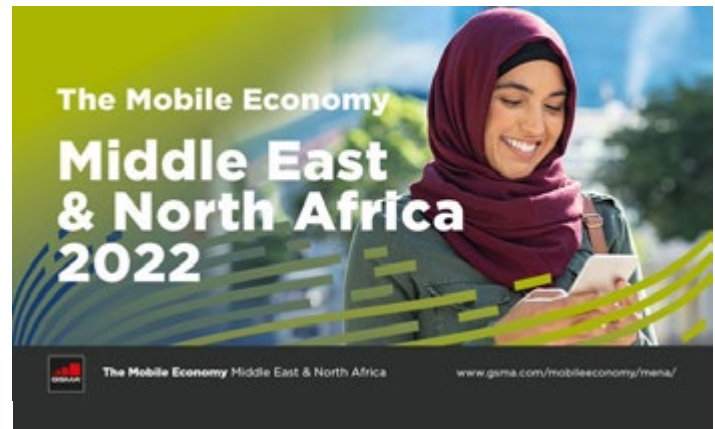 The Mobile Economy
Middle East
& North Africa
2022
GSMA
The Mobile Economy Middle East & North Africa
www.gsma.com/mobileeconomy/mena/